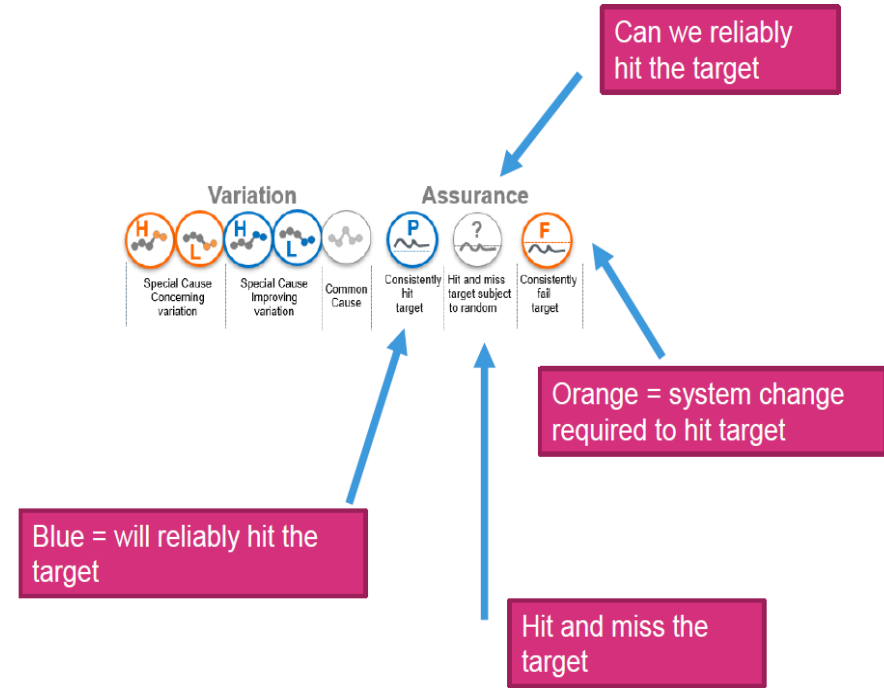 Can we reliably
hit the target
Variation
Assurance
H
L
H
L
P
?
F
Special Cause
Concerning
variation
Special Cause
Improving
variation
Common
Cause
Consistently
hit
target
Hit and miss
target subject
to random
Consistently
fail
target
Orange = system change
required to hit target
Blue = will reliably hit the
target
Hit and miss the
target